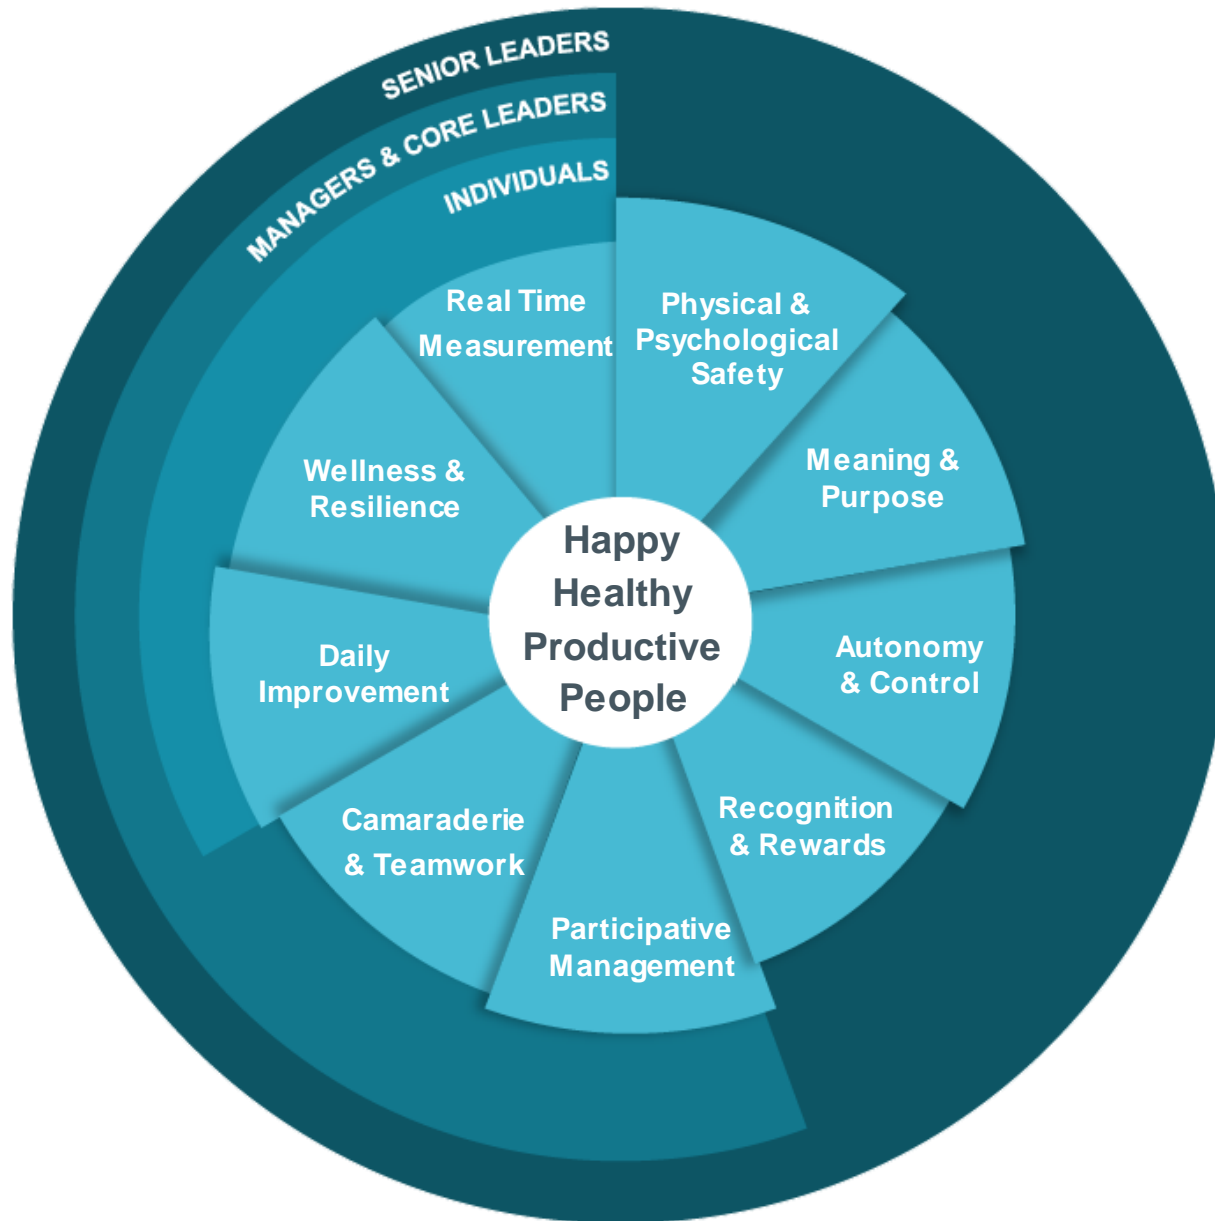 SENIOR LEADERS
MANAGERS & CORE LEADERS
INDIVIDUALS
Real Time
Measurement
Physical &
Psychological
Safety
Meaning &
Purpose
Autonomy
& Control
Recognition
& Rewards
Participative
Management
Camaraderie
& Teamwork
Daily
Improvement
Wellness &
Resilience
Happy
Healthy
Productive
People